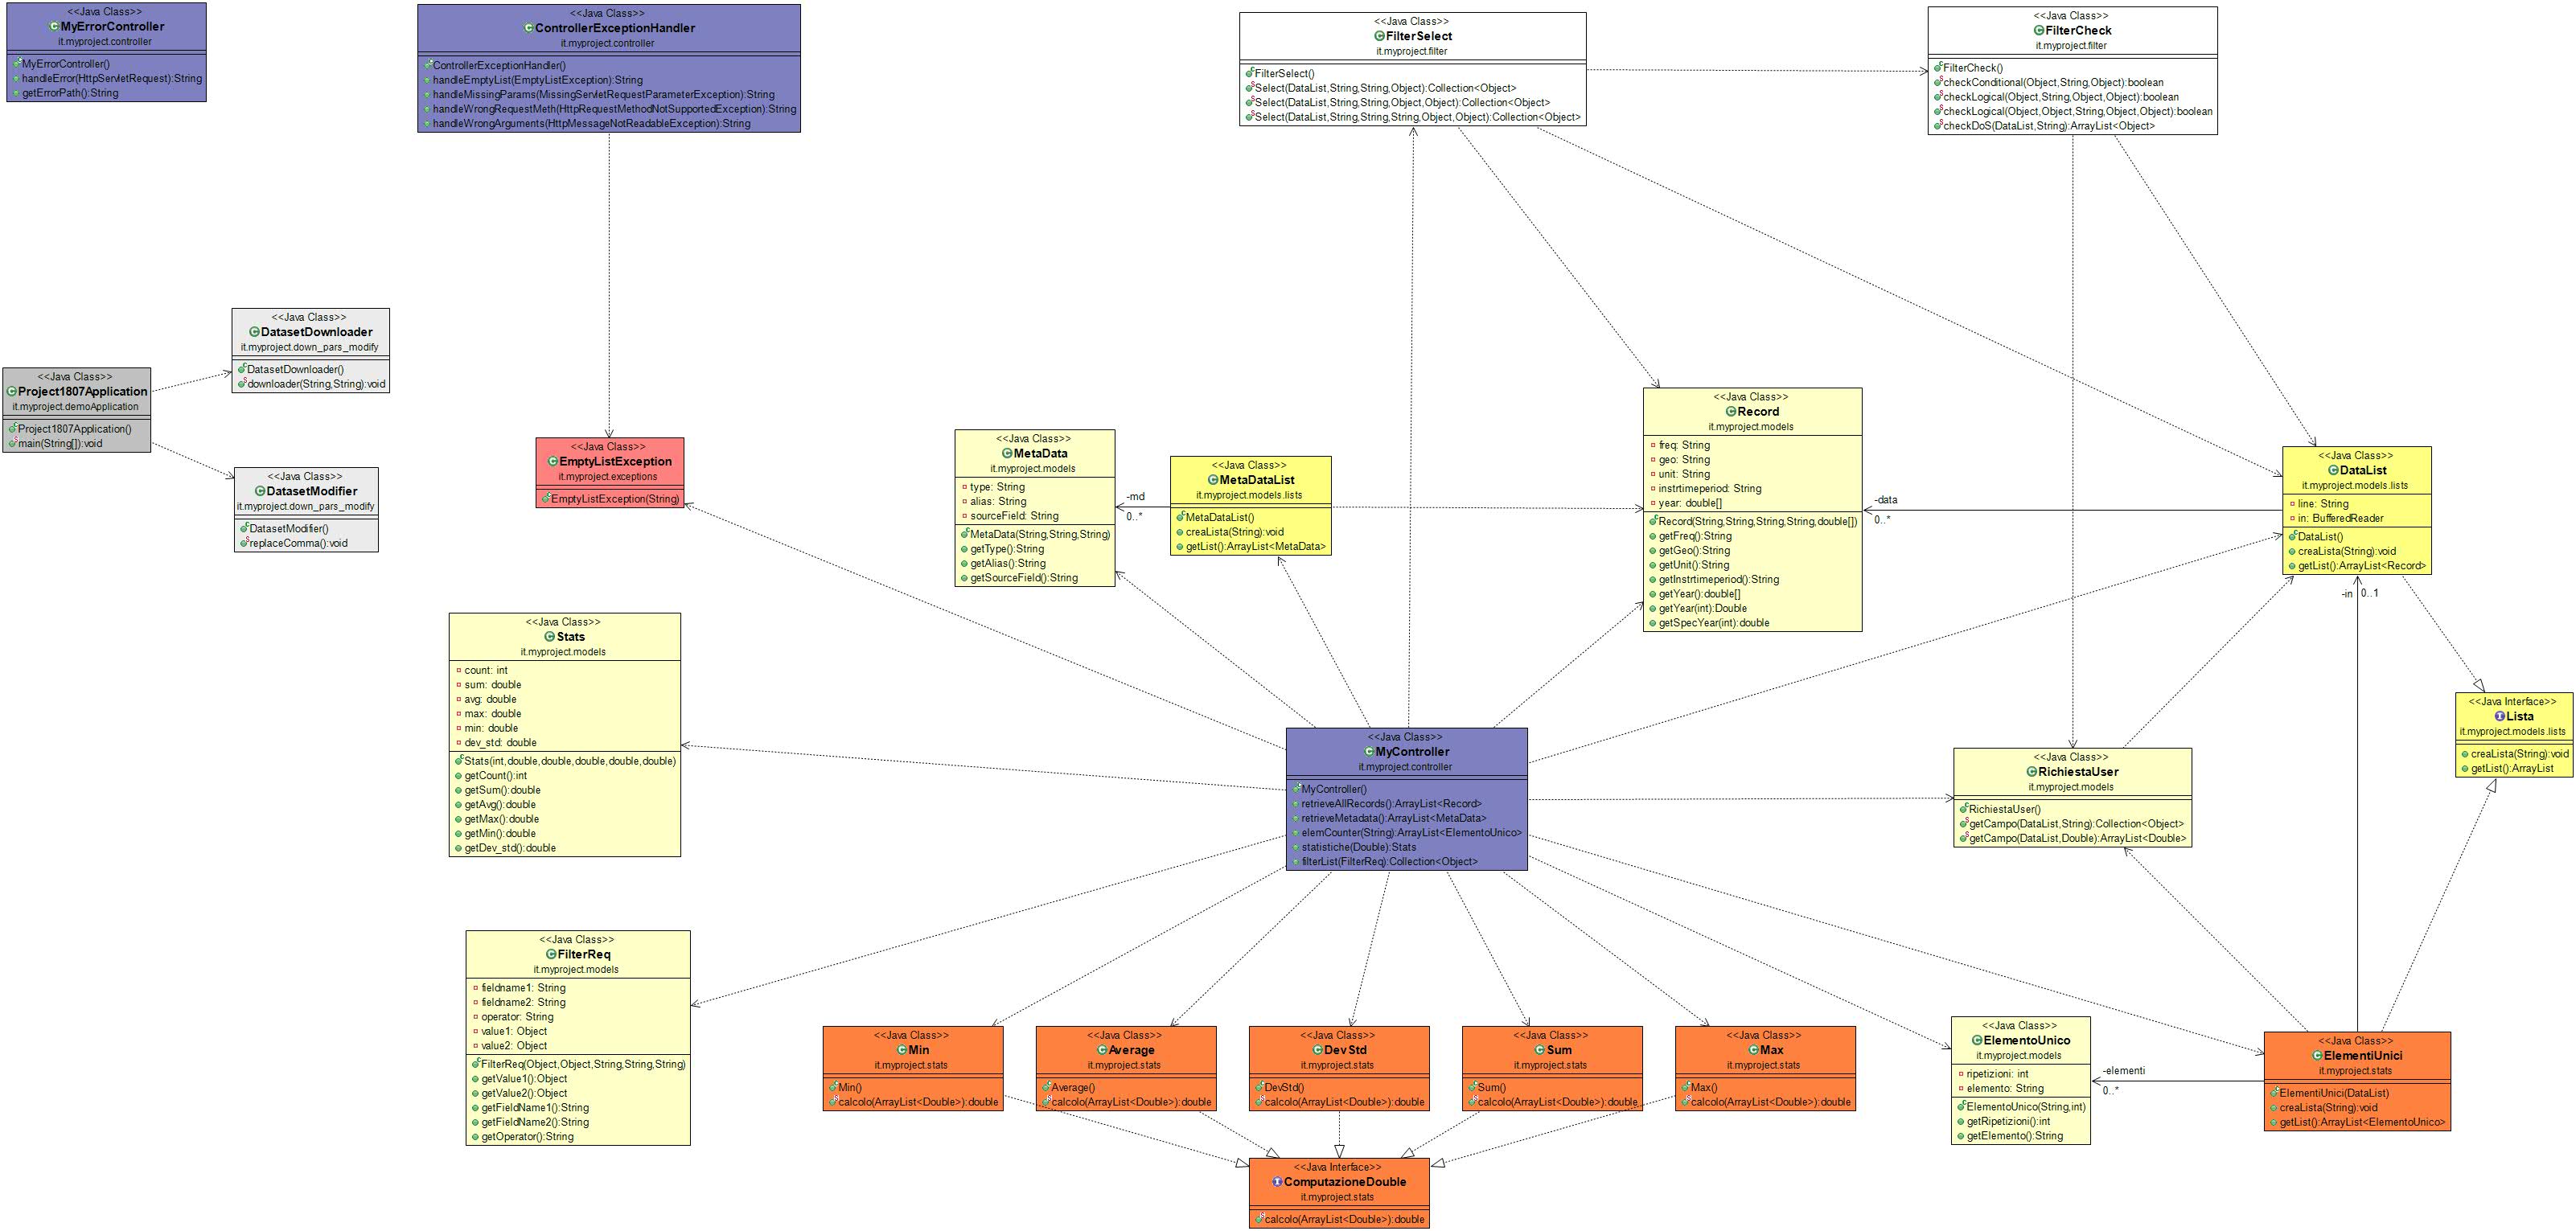 <<Java Class>>
MyErrorController
it.myproject.controller
MyErrorController()
handleError(HttpServletRequest):String
getErrorPath():String
<<Java Class>>
ControllerExceptionHandler
it.myproject.controller
ControllerExceptionHandler()
handleEmptyList(EmptyListException):String
handleMissingParams(MissingServletRequestParameterException):String
handleWrongRequestMeth(HttpRequestMethodNotSupportedException):String
handleWrongArguments(HttpMessageNotReadableException):String
<<Java Class>>
FilterSelect
it.myproject.filter
FilterSelect()
Select(DataList,String,String,Object):Collection<Object>
Select(DataList,String,String,Object,Object):Collection<Object>
Select(DataList,String,String,String,Object,Object):Collection<Object>
<<Java Class>>
FilterCheck
it.myproject.filter
FilterCheck()
checkConditional(Object,String,Object):boolean
checkLogical(Object,String,Object,Object):boolean
checkLogical(Object,Object,String,Object,Object):boolean
checkDoS(DataList,String):ArrayList<Object>
<<Java Class>>
DatasetDownloader
it.myproject.down_pars_modify
DatasetDownloader()
downloader(String,String):void
<<Java Class>>
Project1807Application
it.myproject.demoApplication
Project1807Application()
main(String[]):void
<<Java Class>>
DatasetModifier
it.myproject.down_pars_modify
DatasetModifier()
replaceComma():void
<<Java Class>>
EmptyListException
it.myproject.exceptions
EmptyListException(String)
<<Java Class>>
MetaData
it.myproject.models
type: String
alias: String
sourceField: String
MetaData(String,String,String)
getType():String
getAlias():String
getSourceField():String
-md
0..*
<<Java Class>>
MetaDataList
it.myproject.models.lists
MetaDataList()
creaLista(String):void
getList():ArrayList<MetaData>
<<Java Class>>
Record
it.myproject.models
freq: String
geo: String
unit: String
instrtimeperiod: String
year: double[]
Record(String,String,String,String,double[])
getFreq():String
getGeo():String
getUnit():String
getInstrtimeperiod():String
getYear():double[]
getYear(int):Double
getSpecYear(int):double
-data
0..*
<<Java Class>>
DataList
it.myproject.models.lists
line: String
in: BufferedReader
DataList()
creaLista(String):void
getList():ArrayList<Record>
-in
0..1
<<Java Class>>
Stats
it.myproject.models
count: int
sum: double
avg: double
max: double
min: double
dev_std: double
Stats(int,double,double,double,double,double)
getCount():int
getSum():double
getAvg():double
getMax():double
getMin():double
getDev_std():double
<<Java Class>>
MyController
it.myproject.controller
MyController()
retrieveAllRecords():ArrayList<Record>
retrieveMetadata():ArrayList<MetaData>
elemCounter(String):ArrayList<ElementoUnico>
statistiche(Double):Stats
filterList(FilterReq):Collection<Object>
<<Java Interface>>
Lista
it.myproject.models.lists
creaLista(String):void
getList():ArrayList
<<Java Class>>
RichiestaUser
it.myproject.models
RichiestaUser()
getCampo(DataList,String):Collection<Object>
getCampo(DataList,Double):ArrayList<Double>
<<Java Class>>
FilterReq
it.myproject.models
fieldname1: String
fieldname2: String
operator: String
value1: Object
value2: Object
FilterReq(Object,Object,String,String,String)
getValue1():Object
getValue2():Object
getFieldName1():String
getFieldName2():String
getOperator():String
<<Java Class>>
Min
it.myproject.stats
Min()
calcolo(ArrayList<Double>):double
<<Java Class>>
Average
it.myproject.stats
Average()
calcolo(ArrayList<Double>):double
<<Java Class>>
DevStd
it.myproject.stats
DevStd()
calcolo(ArrayList<Double>):double
<<Java Class>>
Sum
it.myproject.stats
Sum()
calcolo(ArrayList<Double>):double
<<Java Class>>
Max
it.myproject.stats
Max()
calcolo(ArrayList<Double>):double
<<Java Class>>
ElementoUnico
it.myproject.models
ripetizioni: int
elemento: String
ElementoUnico(String,int)
getRipetizioni():int
getElemento():String
-elementi
0..*
<<Java Class>>
ElementiUnici
it.myproject.stats
ElementiUnici(DataList)
creaLista(String):void
getList():ArrayList<ElementoUnico>
<<Java Interface>>
ComputazioneDouble
it.myproject.stats
calcolo(ArrayList<Double>):double